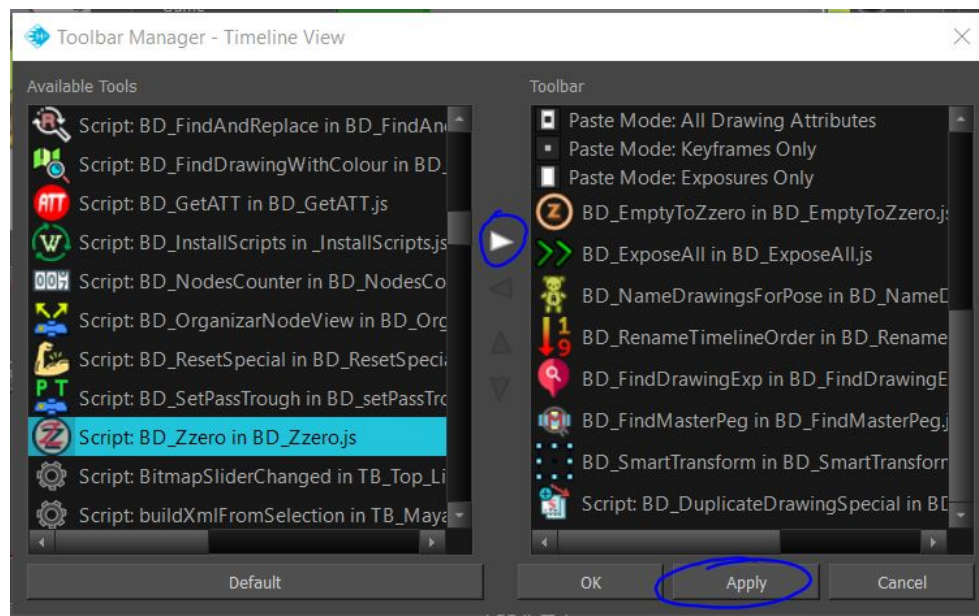 Toolbar Manager - Timeline View
Available Tools
Script: BD_FindAndReplace in BD_FindAn
Script: BD_FindDrawingWithColour in BD_
Script: BD_GetATT in BD_GetATT.js
Script: BD_InstallScripts in _InstallScripts.js
Script: BD_NodesCounter in BD_NodesCo
Script: BD_OrganizarNodeView in BD_Org
Script: BD_ResetSpecial in BD_ResetSpeci
Script: BD_SetPassTrough in BD_setPassTro
Script: BD_Zzero in BD_Zzero.js
Script: BitmapSliderChanged in TB_Top_Li
Script: buildXmlFromSelection in TB_Maya
Default
Toolbar
Paste Mode: All Drawing Attributes
Paste Mode: Keyframes Only
Paste Mode: Exposures Only
BD_EmptyToZzero in BD_EmptyToZzero.j
BD_ExposeAll in BD_ExposeAll.js
BD_NameDrawingsForPose in BD_NameD
BD_RenameTimelineOrder in BD_Rename
BD_FindDrawingExp in BD_FindDrawingE
BD_FindMasterPeg in BD_FindMasterPeg.j
BD_SmartTransform in BD_SmartTransform
Script: BD_DuplicateDrawingSpecial in BD
OK Apply Cancel